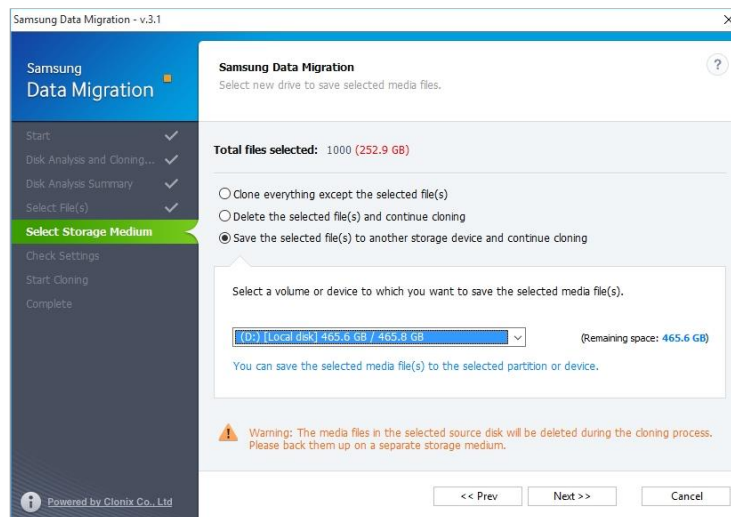 Samsung Data Migration - v.3.1
Samsung
Data Migration
Start
Disk Analysis and Cloning...
Disk Analysis Summary
Select File(s)
Select Storage Medium
Check Settings
Start Cloning
Complete
Powered by Clonix Co., Ltd
Samsung Data Migration
Select new drive to save selected media files.
?
Total files selected: 1000 (252.9 GB)
Clone everything except the selected file(s)
Delete the selected file(s) and continue cloning
Save the selected file(s) to another storage device and continue cloning
Select a volume or device to which you want to save the selected media file(s).
(D:) [Local disk] 465.6 GB / 465.8 GB
(Remaining space: 465.6 GB)
You can save the selected media file(s) to the selected partition or device.
Warning: The media files in the selected source disk will be deleted during the cloning process.
Please back them up on a separate storage medium.
<< Prev
Next >>
Cancel